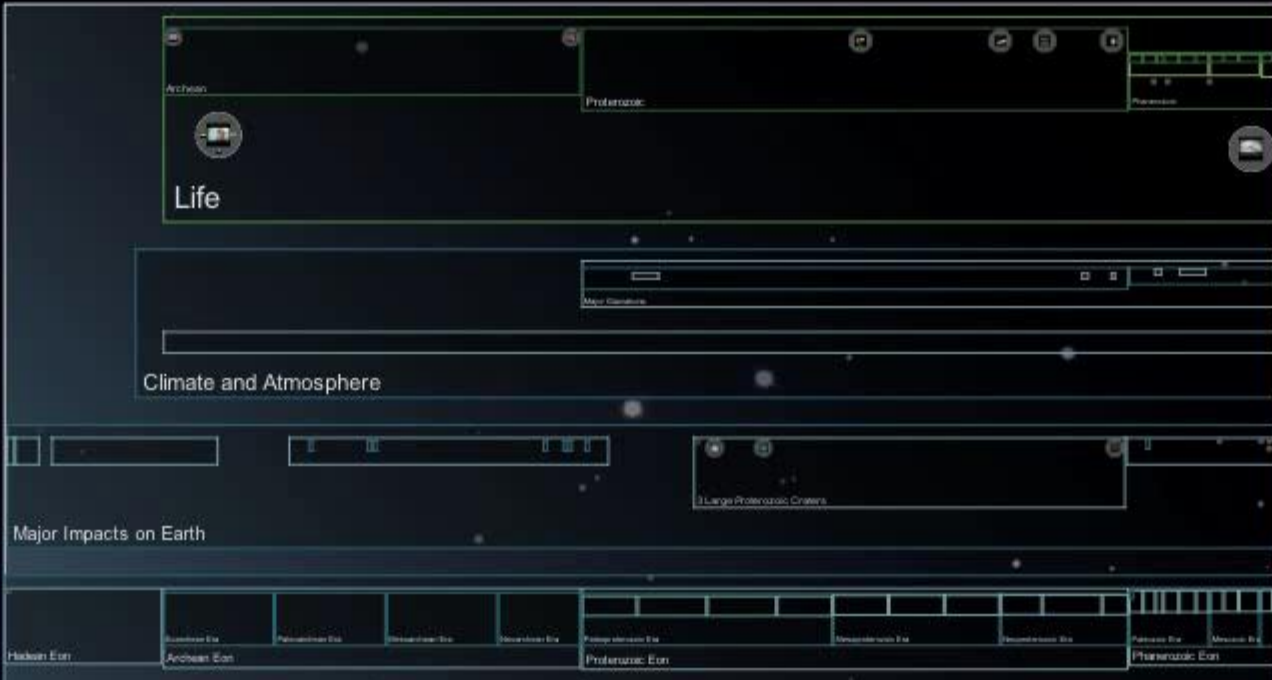 Archean
Proterozoic
Phanerozoic
Life
Major Glaciations
Climate and Atmosphere
3 Large Proterozoic Craters
Major Impacts on Earth
Eoarchean Era
Paleoarchean Era
Mesoarchean Era
Neoarchean Era
Paleoproterozoic Era
Mesoproterozoic Era
Neoproterozoic Era
Paleozoic Era
Mesozoic Era
Hadean Eon
Archean Eon
Proterozoic Eon
Phanerozoic Eon